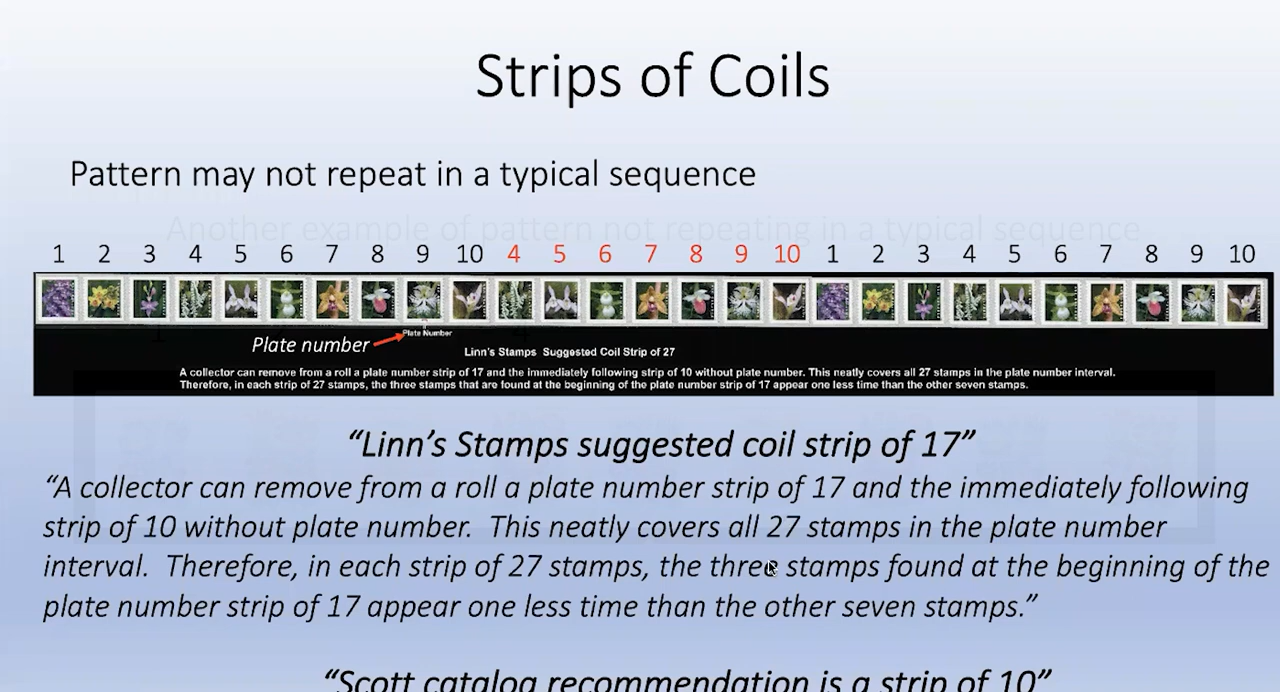 Strips of Coils
Pattern may not repeat in a typical sequence
Another example of pattern not repeating in a typical sequence
1 2 3 4 5 6 7 8 9 10 4 5 6 7 8 9 10 1 2 3 4 5 6 7 8 9 10
Plate Number
Plate number
Linn's Stamps Suggested Coil Strip of 27
A collector can remove from a roll a plate number strip of 17 and the immediately following strip of 10 without plate number. This neatly covers all 27 stamps in the plate number interval.
Therefore, in each strip of 27 stamps, the three stamps that are found at the beginning of the plate number strip of 17 appear one less time than the other seven stamps.
“Linn’s Stamps suggested coil strip of 17”
“A collector can remove from a roll a plate number strip of 17 and the immediately following
strip of 10 without plate number. This neatly covers all 27 stamps in the plate number
interval. Therefore, in each strip of 27 stamps, the three stamps found at the beginning of the
plate number strip of 17 appear one less time than the other seven stamps.”
“Scott catalog recommendation is a strip of 10”